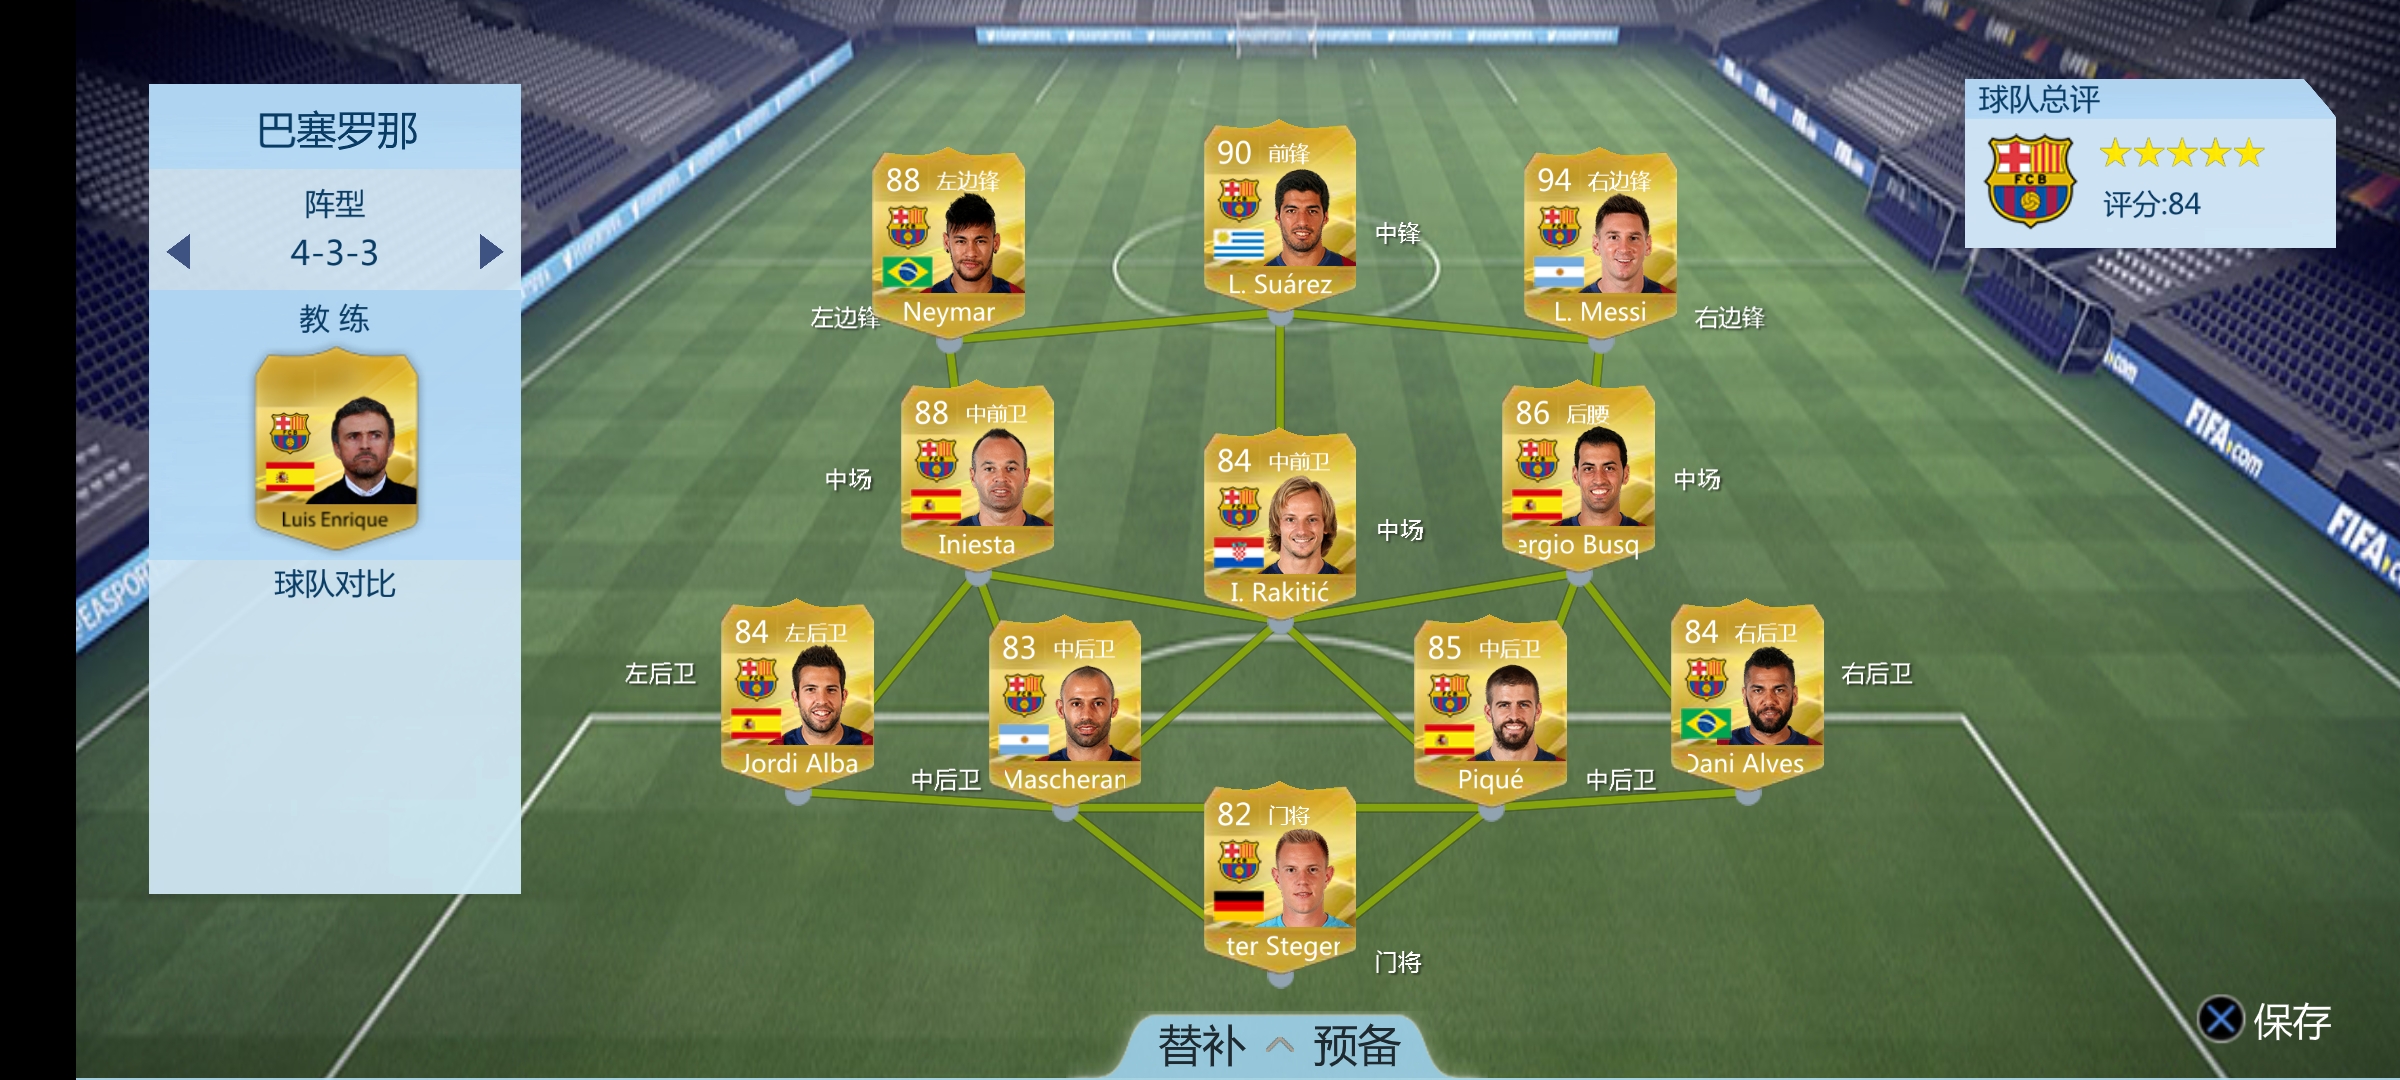 巴塞罗那
阵型
4-3-3
教 练
Luis Enrique
球队对比
球队总评
评分:84
88 左边锋
Neymar
左边锋
90 前锋
L. Suárez
中锋
94 右边锋
L. Messi
右边锋
88 中前卫
Iniesta
中场
84 中前卫
I. Rakitić
中场
86 后腰
ergio Busq
中场
84 左后卫
Jordi Alba
左后卫
83 中后卫
Mascheran
中后卫
85 中后卫
Piqué
中后卫
84 右后卫
Dani Alves
右后卫
82 门将
ter Steger
门将
FIFA.com
FIFA.c
EASPOR
替补 预备
保存